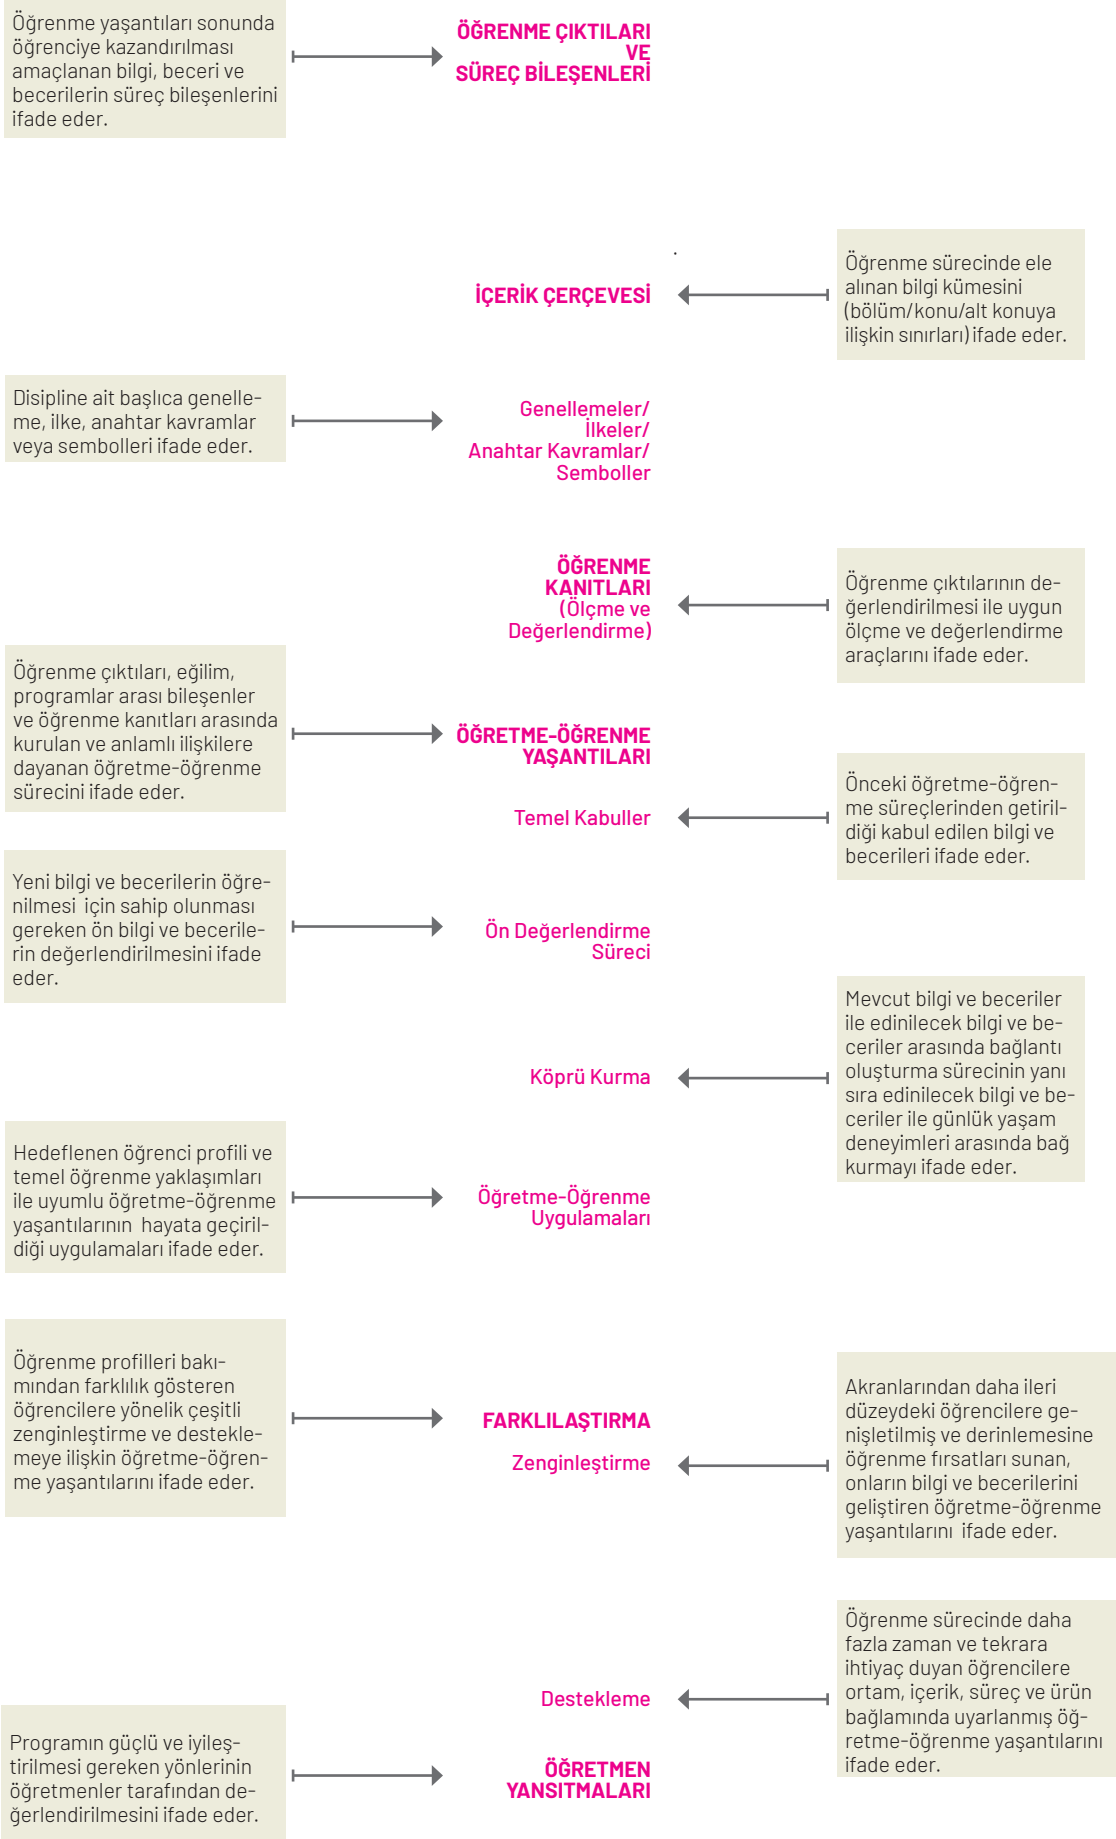 Öğrenme yaşantıları sonunda
öğrenciye kazandırılması
amaçlanan bilgi, beceri ve
becerilerin süreç bileşenlerini
ifade eder.
ÖĞRENME ÇIKTILARI
VE
SÜREÇ BİLEŞENLERİ
.
İÇERİK ÇERÇEVESİ
Öğrenme sürecinde ele
alınan bilgi kümesini
(bölüm/konu/alt konuya
ilişkin sınırları) ifade eder.
Disipline ait başlıca genelle-
me, ilke, anahtar kavramlar
veya sembolleri ifade eder.
Genellemeler/
İlkeler/
Anahtar Kavramlar/
Semboller
ÖĞRENME
KANITLARI
(Ölçme ve
Değerlendirme)
Öğrenme çıktılarının de-
ğerlendirilmesi ile uygun
ölçme ve değerlendirme
araçlarını ifade eder.
Öğrenme çıktıları, eğilim,
programlar arası bileşenler
ve öğrenme kanıtları arasında
kurulan ve anlamlı ilişkilere
dayanan öğretme-öğrenme
sürecini ifade eder.
ÖĞRETME-ÖĞRENME
YAŞANTILARI
Temel Kabuller
Önceki öğretme-öğren-
me süreçlerinden getiril-
diği kabul edilen bilgi ve
becerileri ifade eder.
Yeni bilgi ve becerilerin öğre-
nilmesi için sahip olunması
gereken ön bilgi ve becerile-
rin değerlendirilmesini ifade
eder.
Ön Değerlendirme
Süreci
Köprü Kurma
Mevcut bilgi ve beceriler
ile edinilecek bilgi ve be-
ceriler arasında bağlantı
oluşturma sürecinin yanı
sıra edinilecek bilgi ve be-
ceriler ile günlük yaşam
deneyimleri arasında bağ
kurmayı ifade eder.
Hedeflenen öğrenci profili ve
temel öğrenme yaklaşımları
ile uyumlu öğretme-öğrenme
yaşantılarının hayata geçiril-
diği uygulamaları ifade eder.
Öğretme-Öğrenme
Uygulamaları
Öğrenme profilleri bakı-
mından farklılık gösteren
öğrencilere yönelik çeşitli
zenginleştirme ve destekle-
meye ilişkin öğretme-öğren-
me yaşantılarını ifade eder.
FARKLILAŞTIRMA
Zenginleştirme
Akranlarından daha ileri
düzeydeki öğrencilere ge-
nişletilmiş ve derinlemesine
öğrenme fırsatları sunan,
onların bilgi ve becerilerini
geliştiren öğretme-öğrenme
yaşantılarını ifade eder.
Destekleme
Öğrenme sürecinde daha
fazla zaman ve tekrara
ihtiyaç duyan öğrencilere
ortam, içerik, süreç ve ürün
bağlamında uyarlanmış öğ-
retme-öğrenme yaşantılarını
ifade eder.
Programın güçlü ve iyileş-
tirilmesi gereken yönlerinin
öğretmenler tarafından de-
ğerlendirilmesini ifade eder.
ÖĞRETMEN
YANSITMALARI